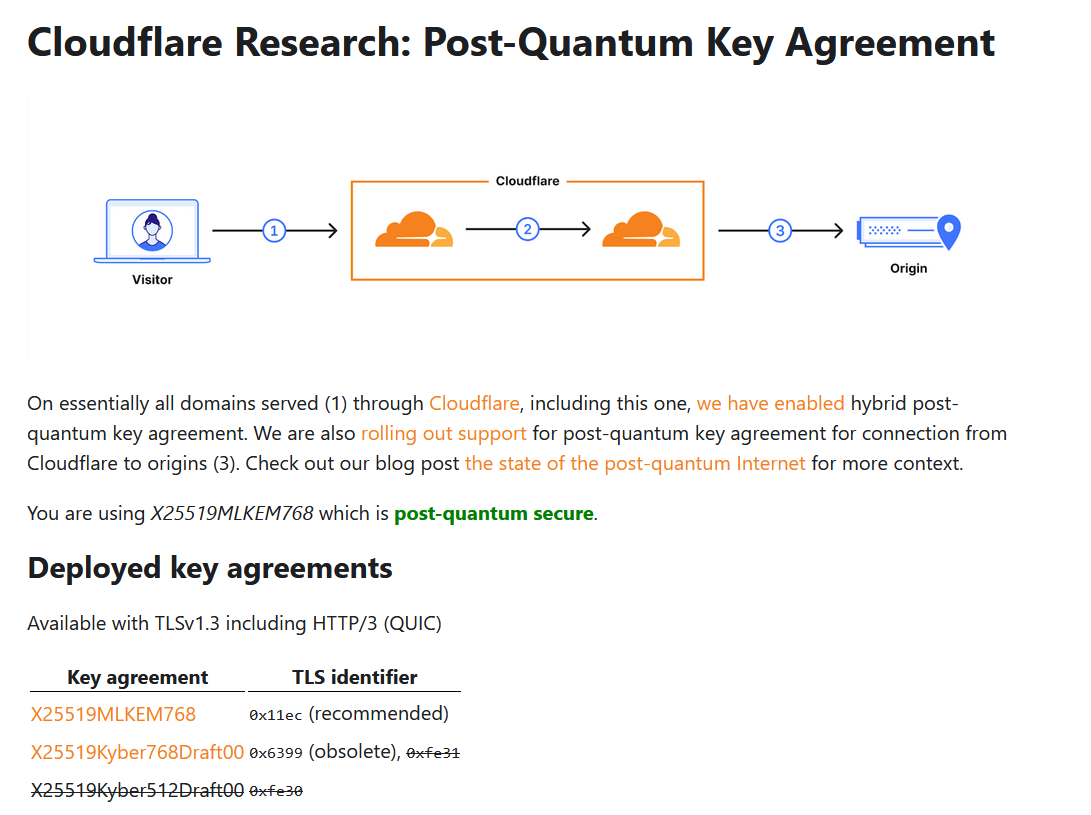 Cloudflare Research: Post-Quantum Key Agreement
Cloudflare
1
2
3
Visitor
Origin
On essentially all domains served (1) through Cloudflare, including this one, we have enabled hybrid post-
quantum key agreement. We are also rolling out support for post-quantum key agreement for connection from
Cloudflare to origins (3). Check out our blog post the state of the post-quantum Internet for more context.
You are using X25519MLKEM768 which is post-quantum secure.
Deployed key agreements
Available with TLSv1.3 including HTTP/3 (QUIC)
Key agreement TLS identifier
X25519MLKEM768 0x11ec (recommended)
X25519Kyber768Draft00 0x6399 (obsolete), 0xfe31
X25519Kyber512Draft00 0xfe30